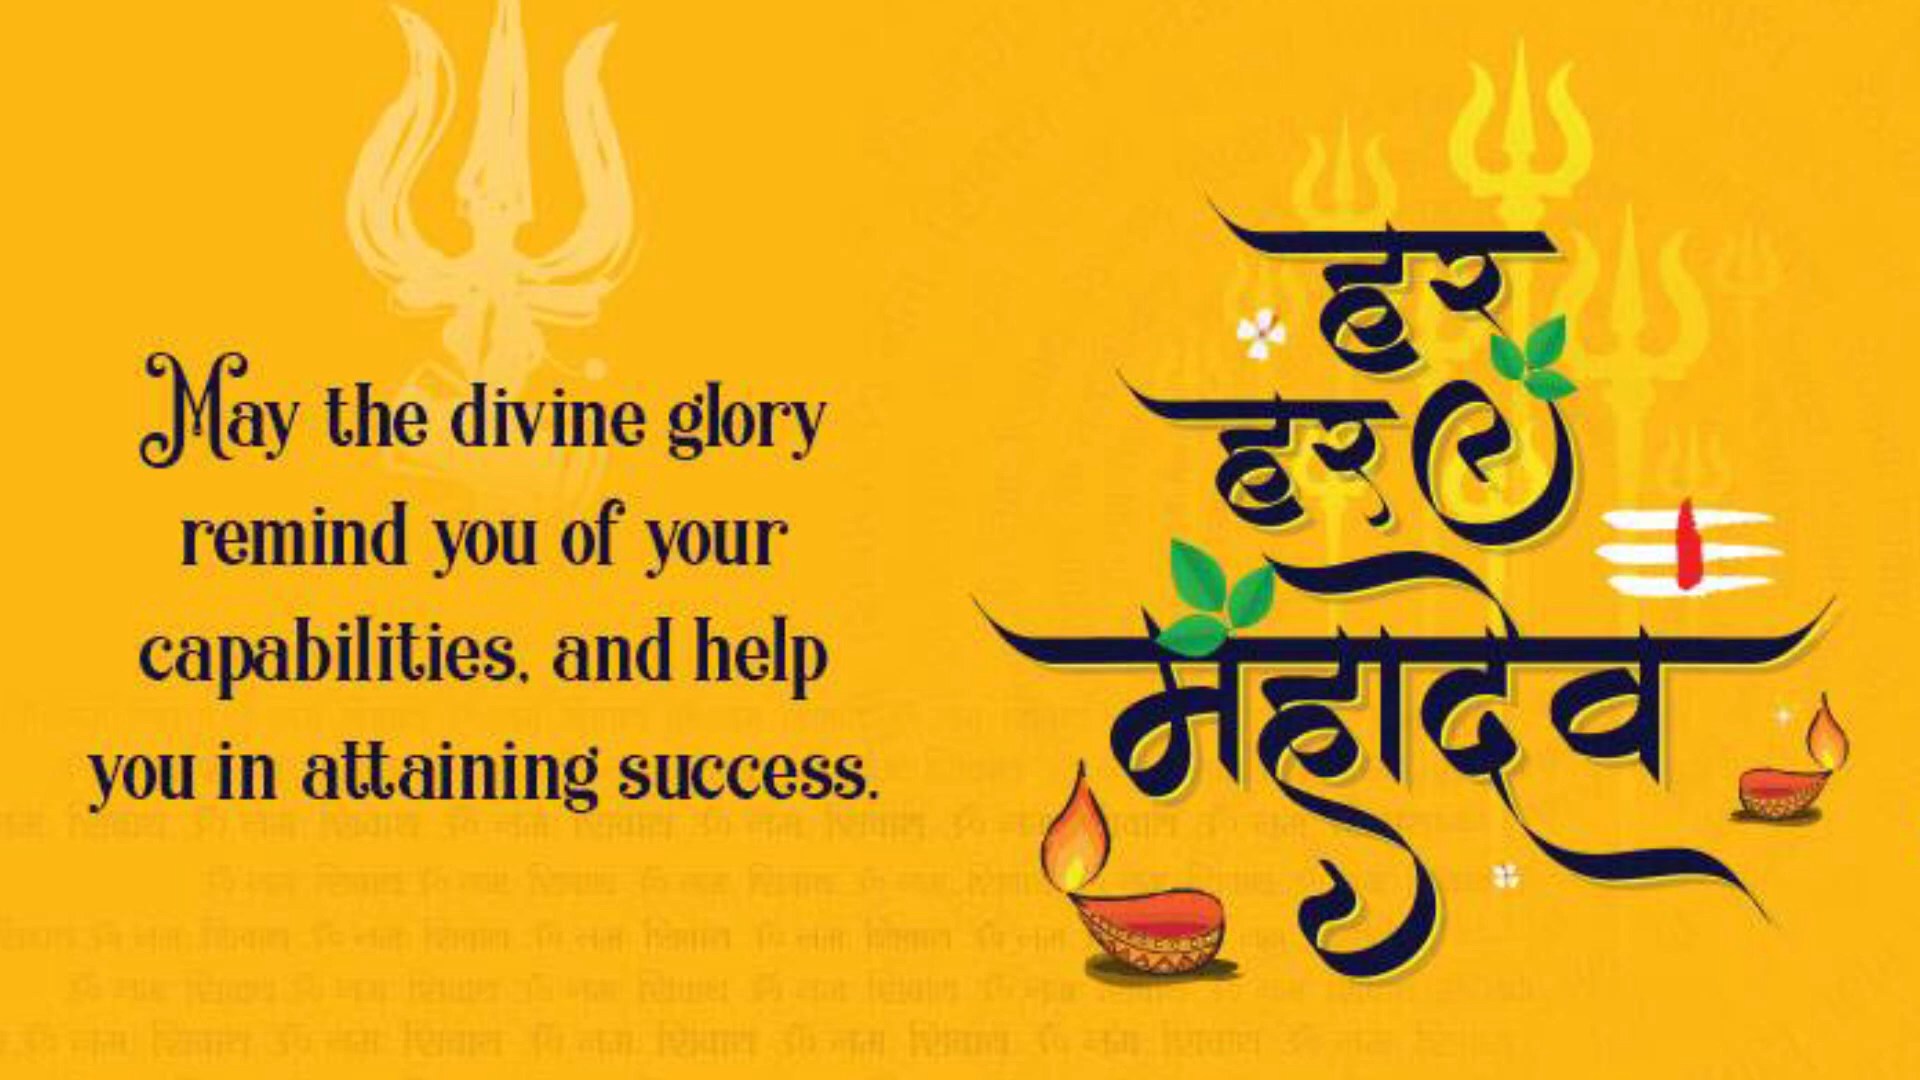 May the divine glory
remind you of your
capabilities, and help
you in attaining success.
हर
हर
महादेव